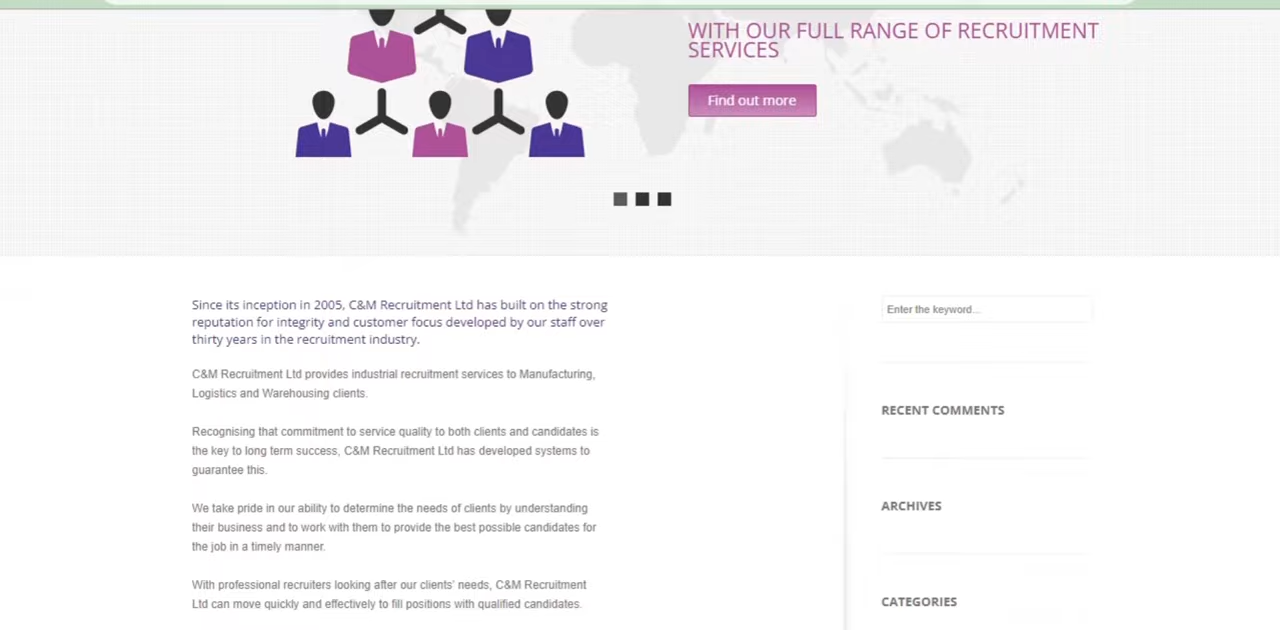 WITH OUR FULL RANGE OF RECRUITMENT
SERVICES
Find out more
Since its inception in 2005, C&M Recruitment Ltd has built on the strong
reputation for integrity and customer focus developed by our staff over
thirty years in the recruitment industry.
C&M Recruitment Ltd provides industrial recruitment services to Manufacturing,
Logistics and Warehousing clients.
Recognising that commitment to service quality to both clients and candidates is
the key to long term success, C&M Recruitment Ltd has developed systems to
guarantee this.
We take pride in our ability to determine the needs of clients by understanding
their business and to work with them to provide the best possible candidates for
the job in a timely manner.
With professional recruiters looking after our clients' needs, C&M Recruitment
Ltd can move quickly and effectively to fill positions with qualified candidates.
Enter the keyword...
RECENT COMMENTS
ARCHIVES
CATEGORIES